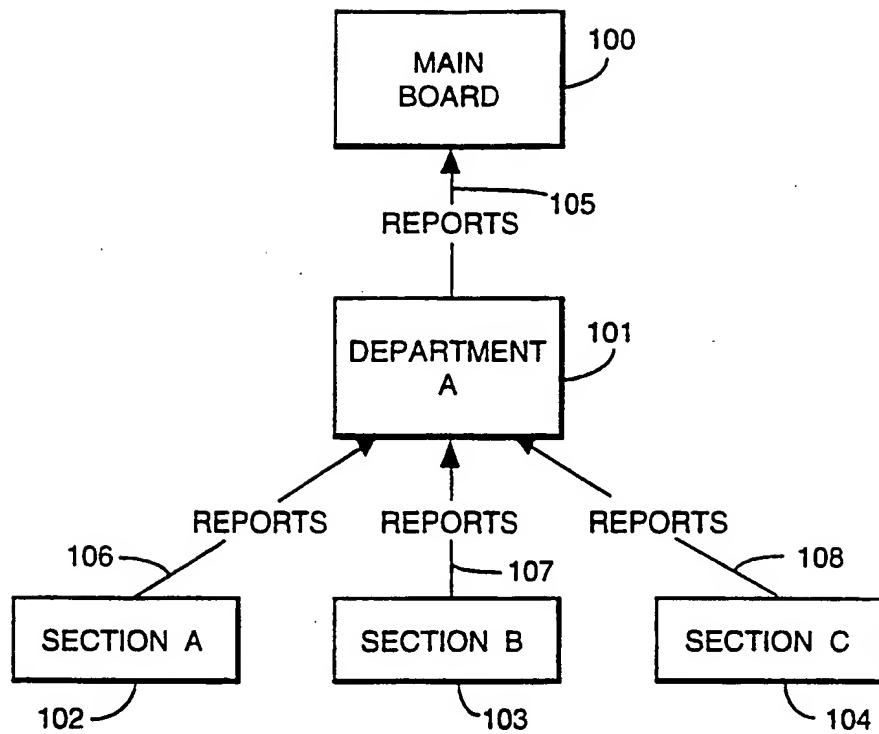 100
MAIN
BOARD
105
REPORTS
101
DEPARTMENT
A
REPORTS
REPORTS
REPORTS
106
107
108
SECTION A
SECTION B
SECTION C
102
103
104